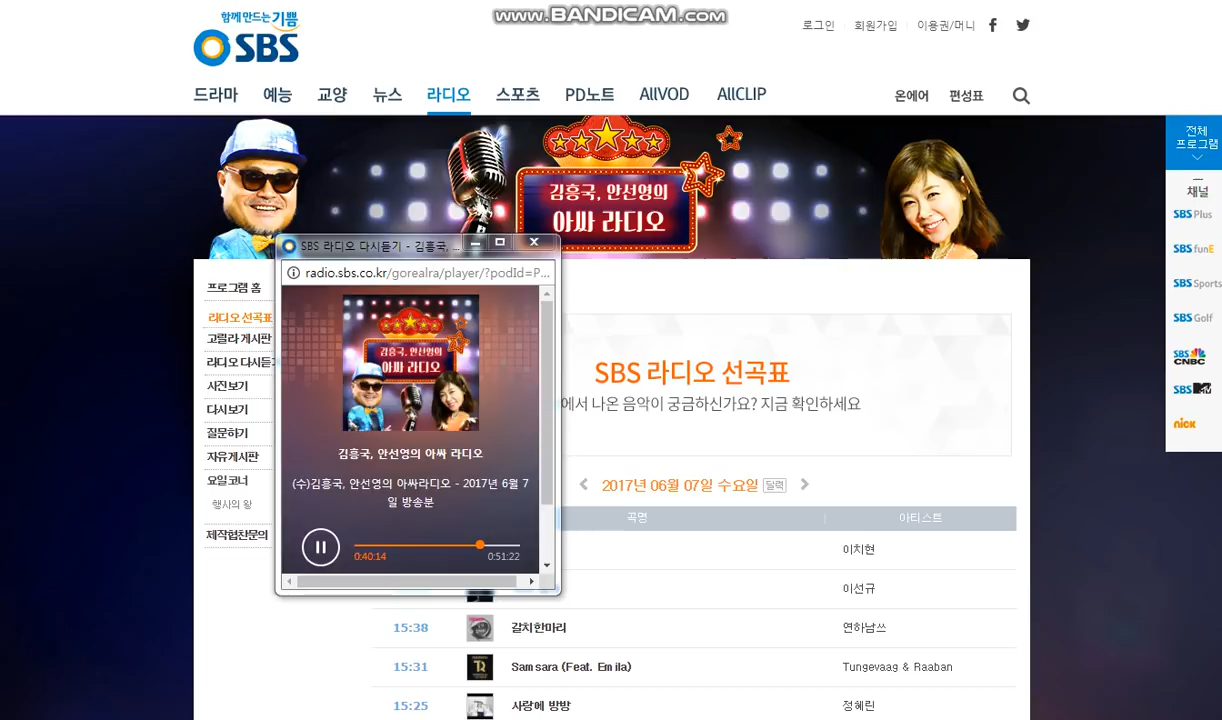 www.BANDICAM.com
함께 만드는 기쁨
SBS
로그인
회원가입
이용권/머니
드라마
예능
교양
뉴스
라디오
스포츠
PD노트
AllVOD
AllCLIP
온에어
편성표
김흥국, 안선영의
아싸 라디오
전체
프로그램
채널
SBS Plus
SBS funE
SBS Sports
SBS Golf
SBS CNBC
SBS MTV
nick
프로그램 홈
라디오 선곡표
고릴라 게시판
라디오 다시듣
사진보기
다시보기
질문하기
자유게시판
요일코너
행사의 왕
제작협찬문의
SBS 라디오 다시듣기 - 김흥국, ...
radio.sbs.co.kr/gorealra/player/?podId=P...
김흥국, 안선영의
아싸 라디오
김흥국, 안선영의 아싸 라디오
(수)김흥국, 안선영의 아싸라디오 - 2017년 6월 7
일 방송분
0:40:14
0:51:22
SBS 라디오 선곡표
에서 나온 음악이 궁금하신가요? 지금 확인하세요
2017년 06월 07일 수요일 달력
곡명
아티스트
이치현
이선규
15:38 갈치한마리 연하남쓰
15:31 Samsara (Feat. Emila) Tungevaag & Raaban
15:25 사랑에 빙빙 정혜린